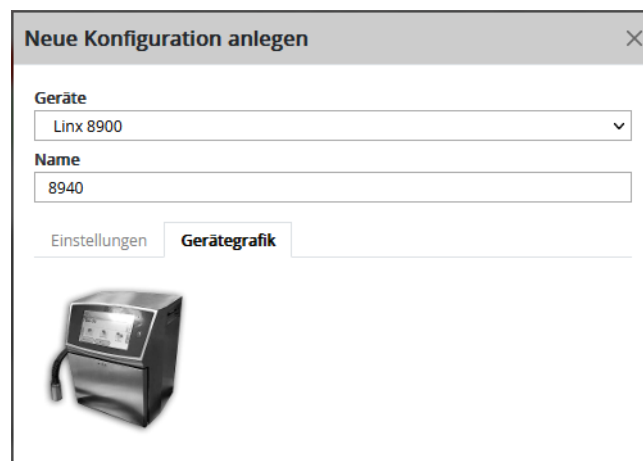 Neue Konfiguration anlegen
Geräte
Linx 8900
Name
8940
Einstellungen
Gerätegrafik